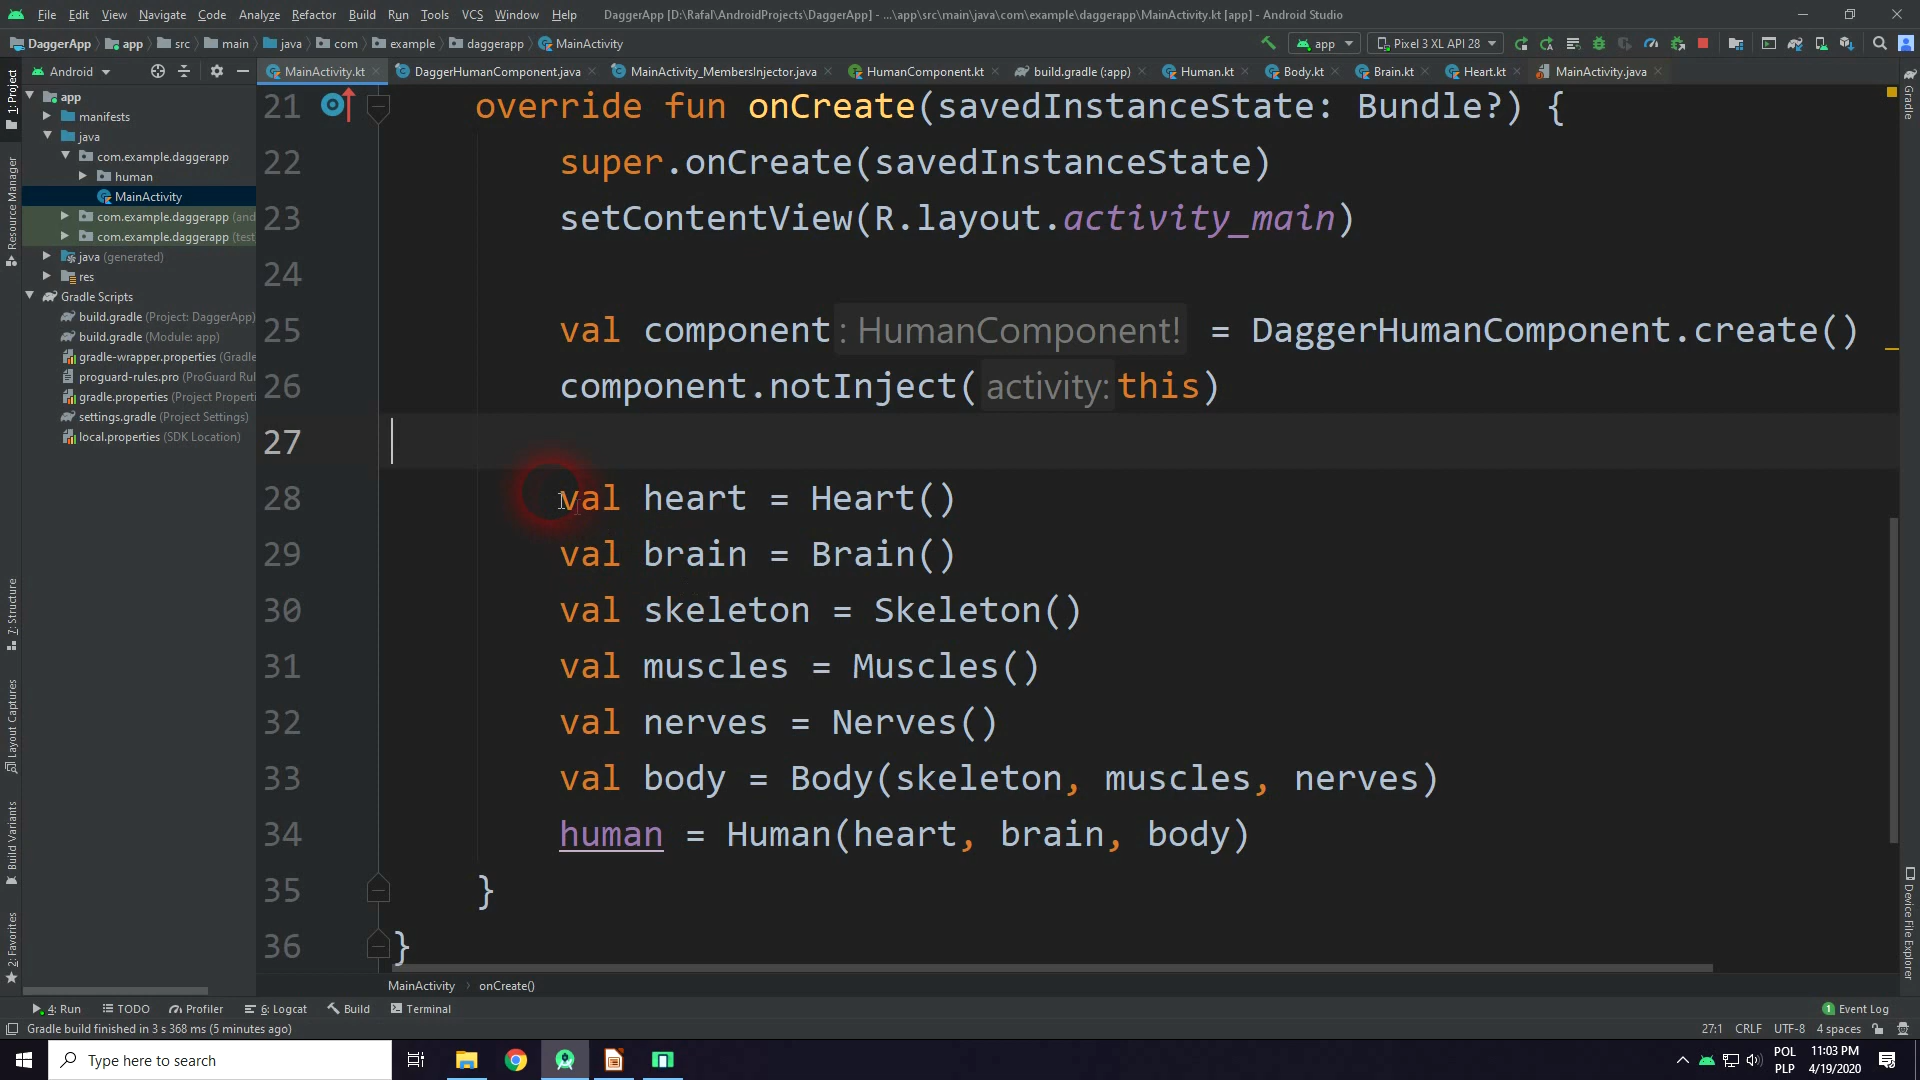 File Edit View Navigate Code Analyze Refactor Build Run Tools VCS Window Help DaggerApp [D:\Rafal\AndroidProjects\DaggerApp] - ...\app\src\main\java\com\example\daggerapp\MainActivity.kt [app] - Android Studio
DaggerApp app src main java com example daggerapp MainActivity app Pixel 3 XL API 28
Android MainActivity.kt DaggerHumanComponent.java MainActivity_MembersInjector.java HumanComponent.kt build.gradle (:app) Human.kt Body.kt Brain.kt Heart.kt MainActivity.java
1: Project
Resource Manager
7: Structure
Layout Captures
Build Variants
2: Favorites
app
manifests
java
com.example.daggerapp
human
MainActivity
com.example.daggerapp (and
com.example.daggerapp (test
java (generated)
res
Gradle Scripts
build.gradle (Project: DaggerApp)
build.gradle (Module: app)
gradle-wrapper.properties (Gradle
proguard-rules.pro (ProGuard Rul
gradle.properties (Project Properti
settings.gradle (Project Settings)
local.properties (SDK Location)
21 override fun onCreate(savedInstanceState: Bundle?) {
22 super.onCreate(savedInstanceState)
23 setContentView(R.layout.activity_main)
24
25 val component : HumanComponent! = DaggerHumanComponent.create()
26 component.notInject( activity: this)
27
28 val heart = Heart()
29 val brain = Brain()
30 val skeleton = Skeleton()
31 val muscles = Muscles()
32 val nerves = Nerves()
33 val body = Body(skeleton, muscles, nerves)
34 human = Human(heart, brain, body)
35 }
36 }
Gradle
Device File Explorer
MainActivity onCreate()
4: Run TODO Profiler 6: Logcat Build Terminal Event Log
Gradle build finished in 3 s 368 ms (5 minutes ago) 27:1 CRLF UTF-8 4 spaces
Type here to search POL 11:03 PM
PLP 4/19/2020